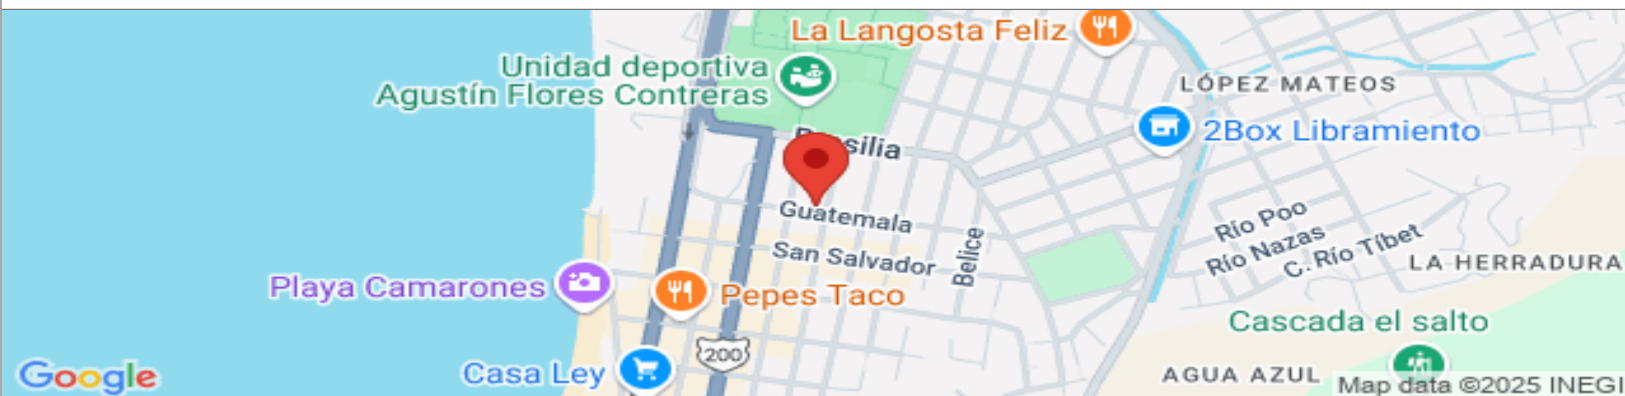 La Langosta Feliz
Unidad deportiva
Agustín Flores Contreras
LÓPEZ MATEOS
2Box Libramiento
Guatemala
San Salvador
Belice
Río Poo
Río Nazas
C. Río Tíbet
LA HERRADURA
Playa Camarones
Pepes Taco
Cascada el salto
200
Casa Ley
AGUA AZUL
Google
Map data ©2025 INEGI